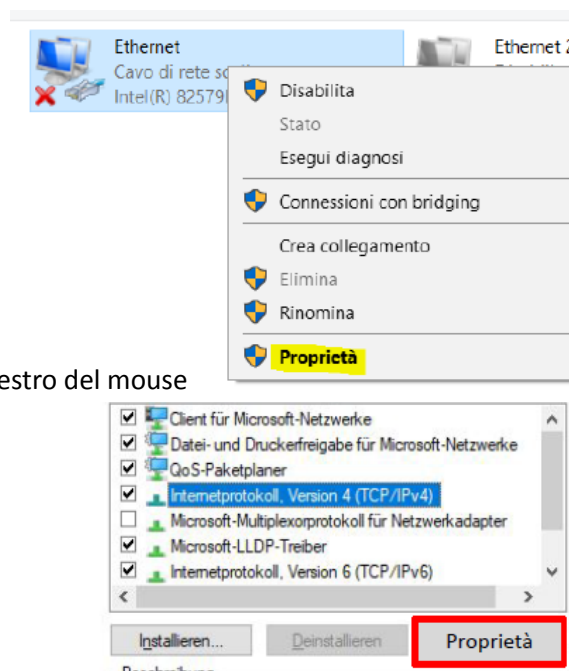 Ethernet
Cavo di rete
Intel(R)
Ethernet 2
Disabilita
Stato
Esegui diagnosi
Connessioni con bridging
Crea collegamento
Elimina
Rinomina
Proprietà
estro del mouse
Client für Microsoft-Netzwerke
Datei- und Druckerfreigabe für Microsoft-Netzwerke
QoS-Paketplaner
Internetprotokoll, Version 4 (TCP/IPv4)
Microsoft-Multiplexorprotokoll für Netzwerkadapter
Microsoft-LLDP-Treiber
Internetprotokoll, Version 6 (TCP/IPv6)
Installieren...
Deinstallieren
Proprietà